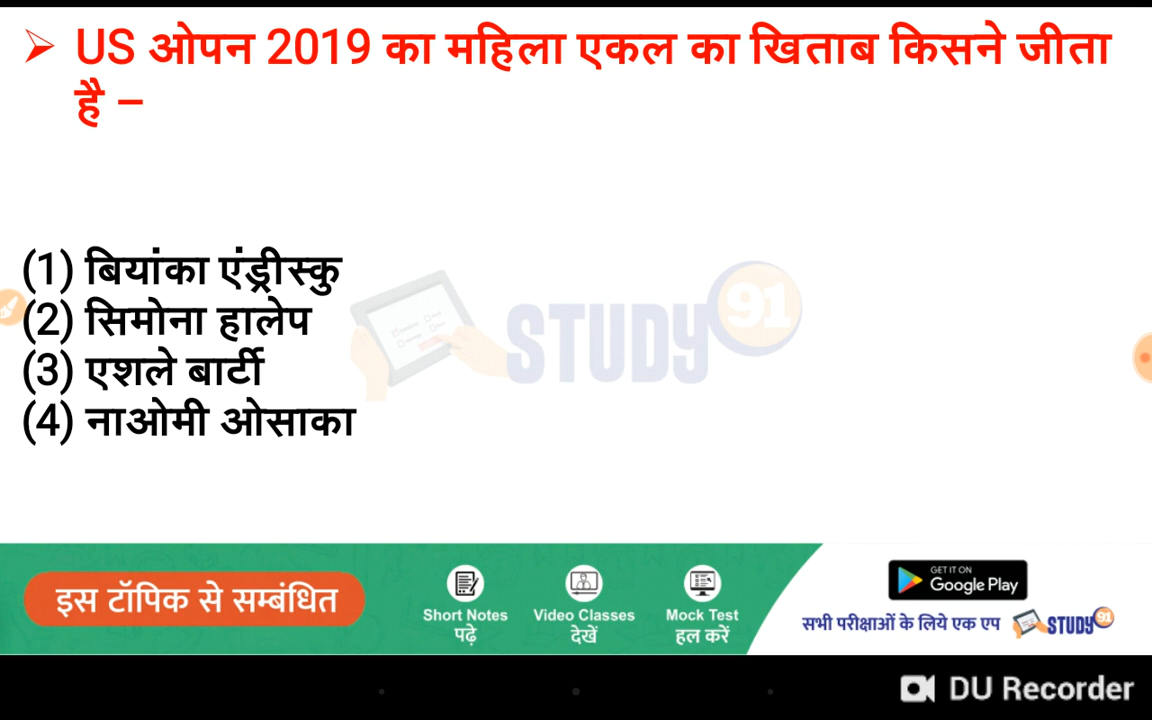 ➢ US ओपन 2019 का महिला एकल का खिताब किसने जीता
है –
(1) बियांका एंड्रीस्कु
(2) सिमोना हालेप
(3) एशले बार्टी
(4) नाओमी ओसाका
STUDY 91
इस टॉपिक से सम्बंधित
Short Notes
पढ़े
Video Classes
देखें
Mock Test
हल करें
GET IT ON
Google Play
सभी परीक्षाओं के लिये एक एप STUDY 91
DU Recorder